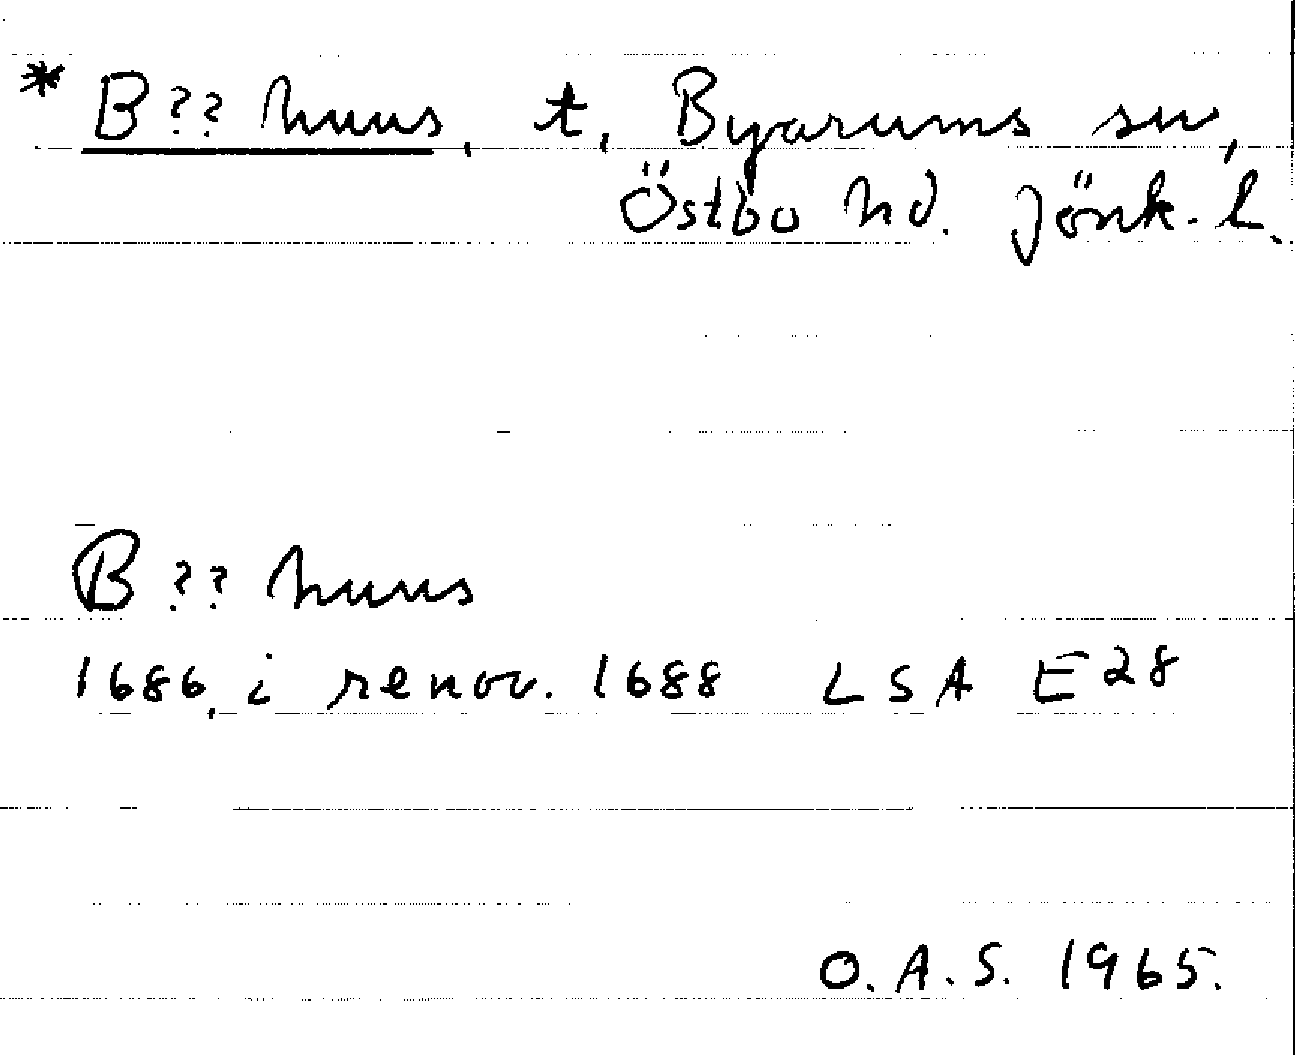 * B?? huus, t, Byarums sn,
Östbo hd. Jönk. l.
B ?? huus
1686, i renov. 1688 LSA E28
O.A.S. 1965.